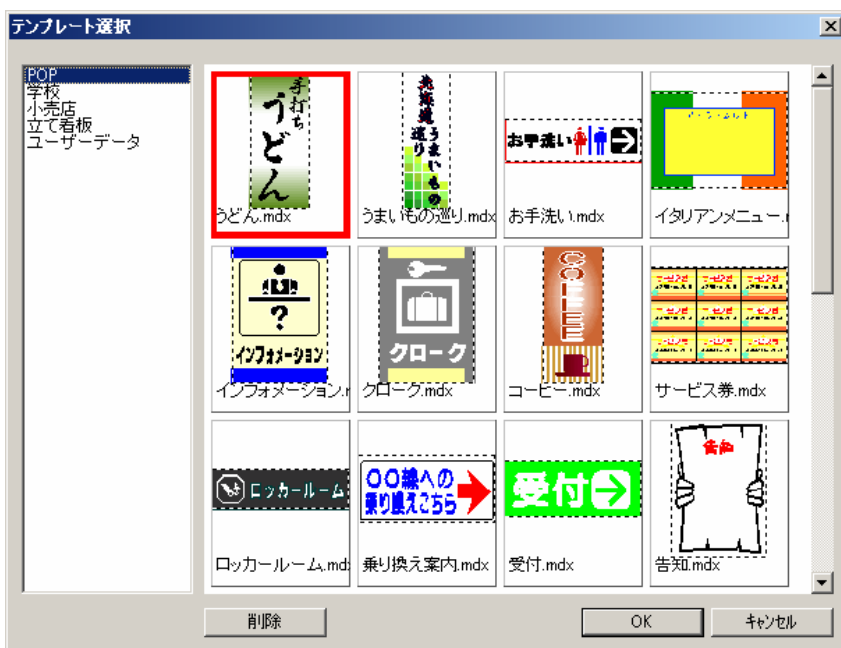 テンプレート選択
POP
学校
小売店
立て看板
ユーザーデータ
手打ち
うどん
うどん.mdx
北海道
うまいもの
巡り
うまいもの巡り.mdx
お手洗い
お手洗い.mdx
イタリアンメニュー.
?
インフォメーション
インフォメーション.
クローク
クローク.mdx
COFFEE
コーヒー.mdx
サービス券.mdx
ロッカールーム
ロッカールーム.md
〇〇線への
乗り換えこちら
乗り換え案内.mdx
受付
受付.mdx
告知
告知.mdx
削除
OK
キャンセル